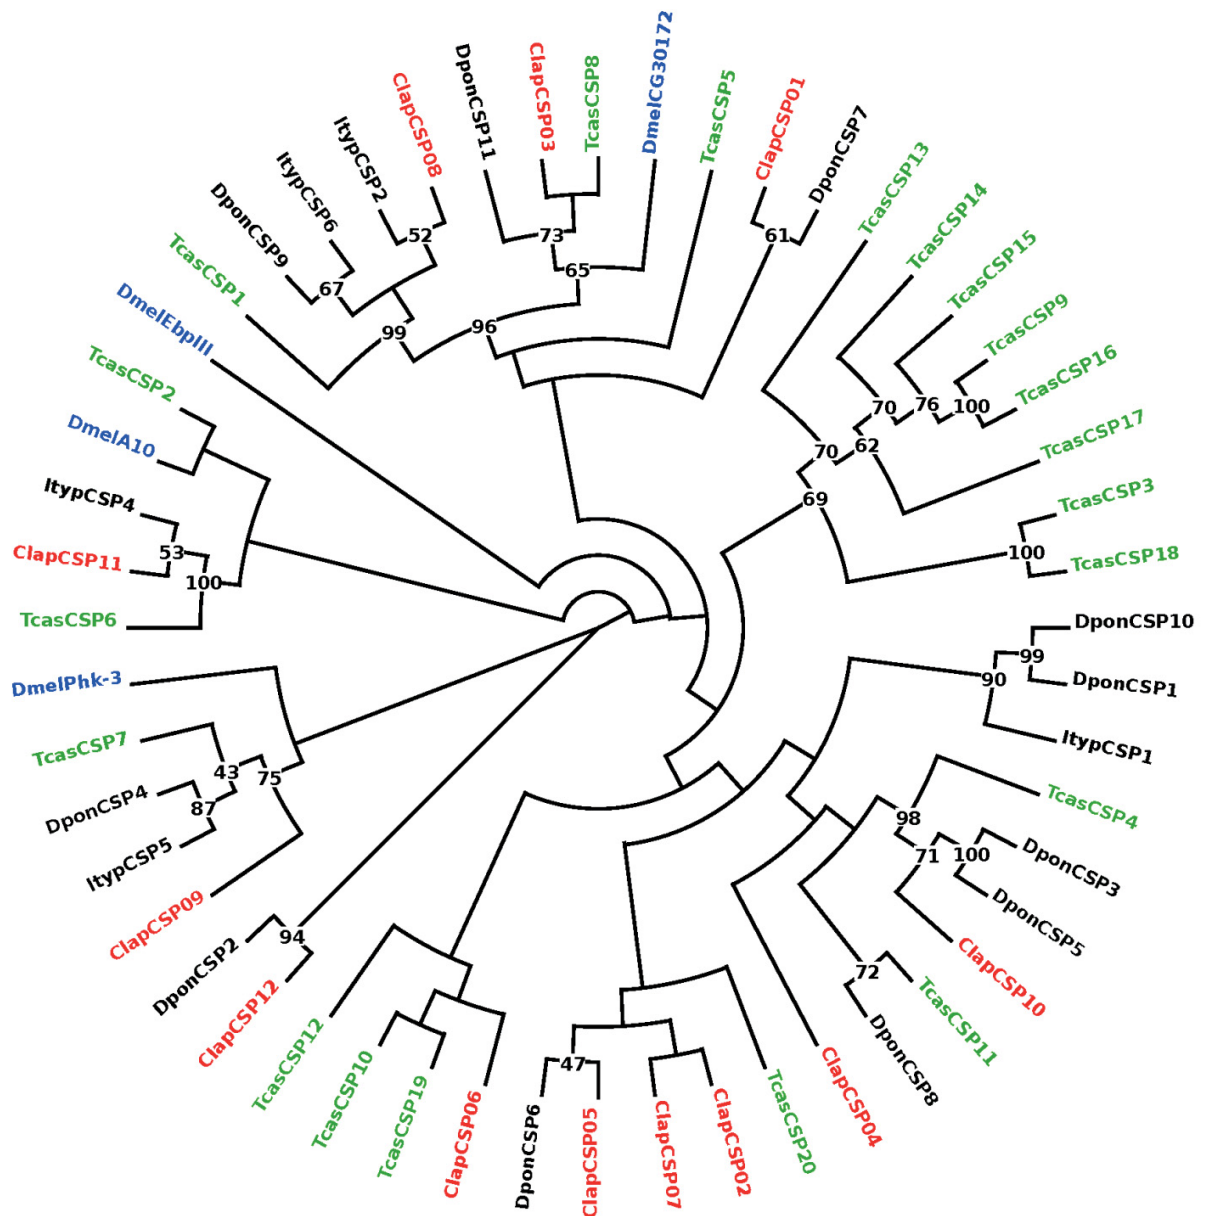 DmelCG30172
ClapCSP03
TcasCSP8
DponCSP11
TcasCSP5
ClapCSP08
ClapCSP01
DponCSP7
ItypCSP2
TcasCSP13
ItypCSP6
TcasCSP14
DponCSP9
TcasCSP15
TcasCSP1
52
73
61
65
67
TcasCSP9
DmelEbpIII
99
96
TcasCSP16
TcasCSP2
70
76
100
TcasCSP17
DmelA10
70
62
ItypCSP4
69
TcasCSP3
ClapCSP11
53
100
TcasCSP18
100
TcasCSP6
DponCSP10
99
DmelPhk-3
90
DponCSP1
TcasCSP7
ItypCSP1
43
75
DponCSP4
87
TcasCSP4
98
ItypCSP5
71
100
DponCSP3
ClapCSP09
DponCSP5
94
DponCSP2
ClapCSP10
72
ClapCSP12
TcasCSP11
TcasCSP12
DponCSP8
47
TcasCSP10
ClapCSP04
TcasCSP19
ClapCSP06
DponCSP6
ClapCSP05
ClapCSP07
ClapCSP02
TcasCSP20